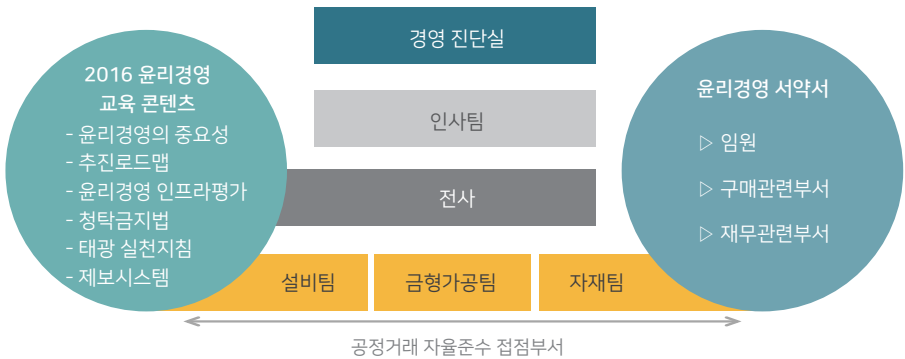 2016 윤리경영
교육 콘텐츠
- 윤리경영의 중요성
- 추진로드맵
- 윤리경영 인프라평가
- 청탁금지법
- 태광 실천지침
- 제보시스템
경영 진단실
인사팀
전사
설비팀
금형가공팀
자재팀
윤리경영 서약서
▷ 임원
▷ 구매관련부서
▷ 재무관련부서
공정거래 자율준수 접점부서